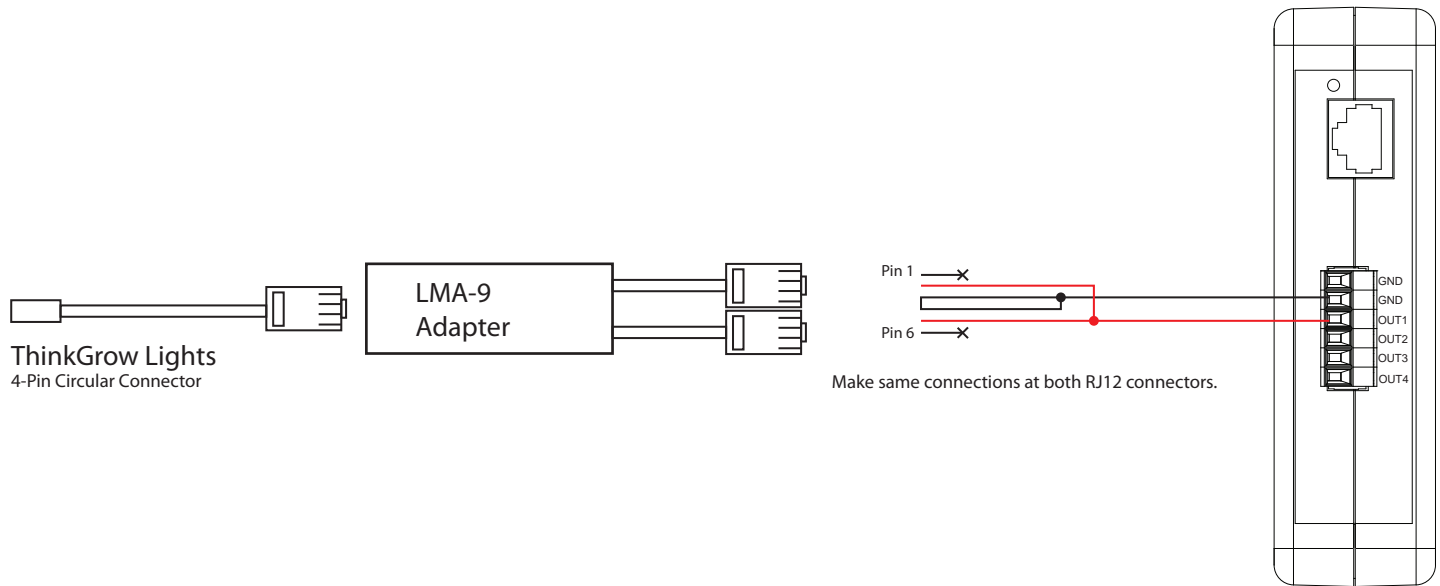 ThinkGrow Lights
4-Pin Circular Connector
LMA-9
Adapter
Pin 1
Pin 6
Make same connections at both RJ12 connectors.
GND
GND
OUT1
OUT2
OUT3
OUT4